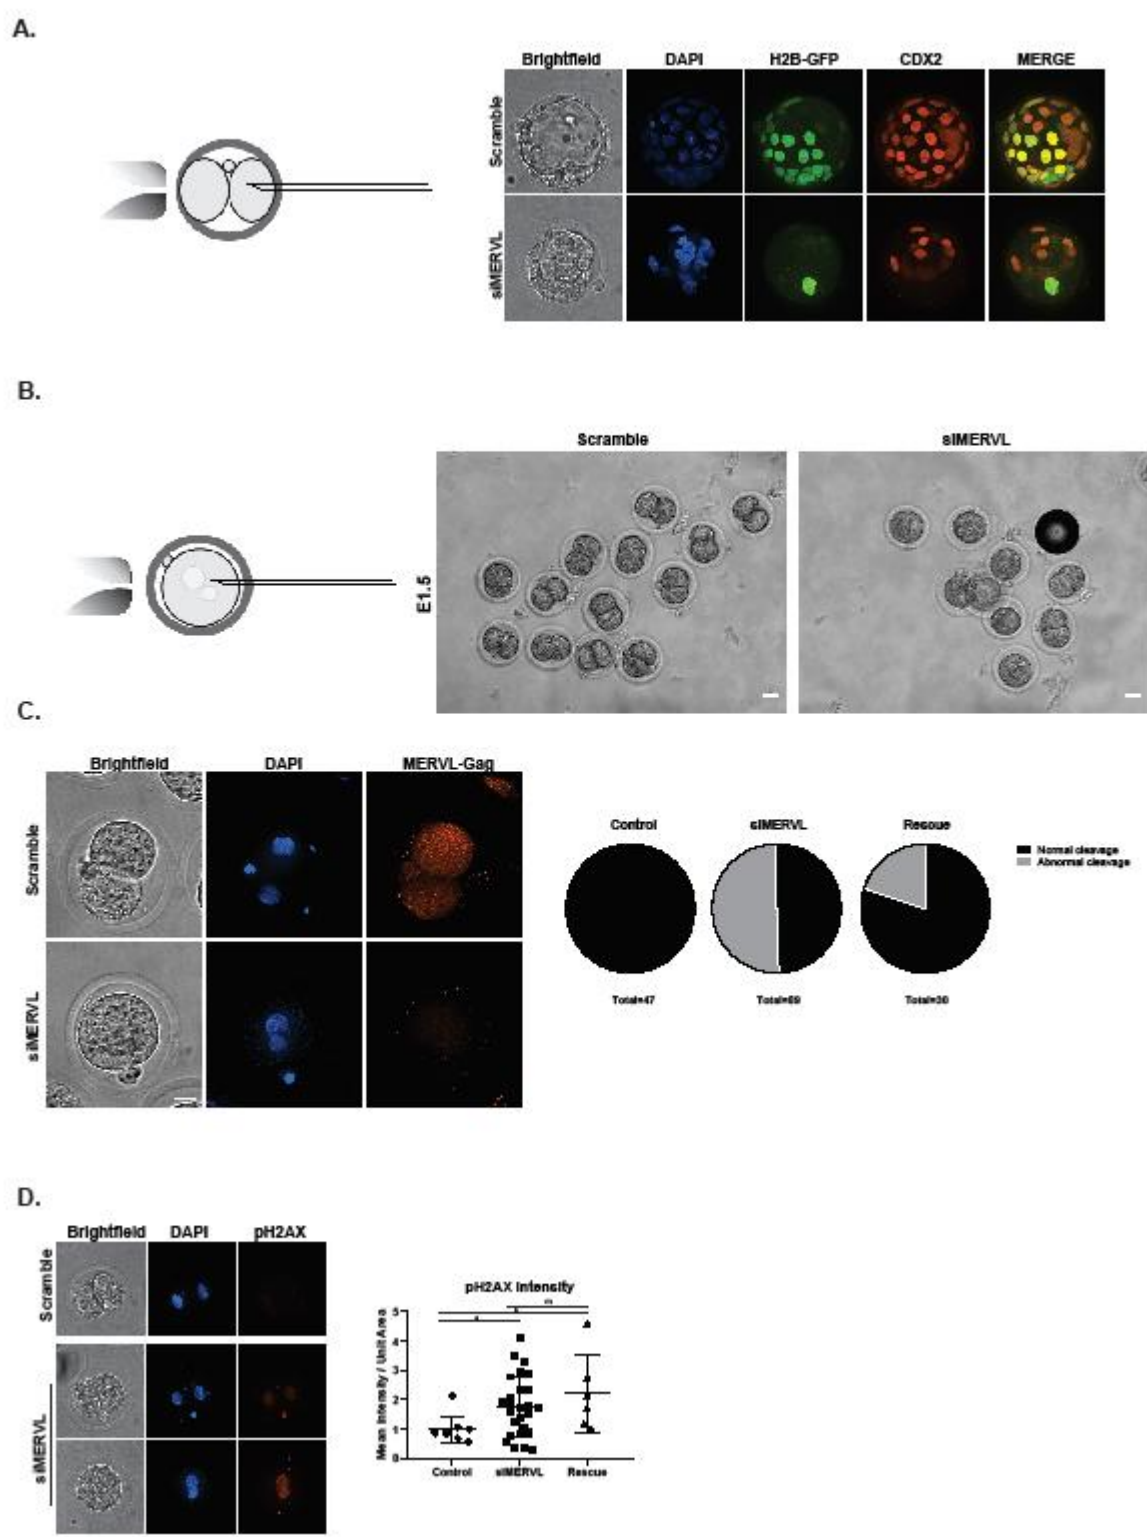 A.
Brightfield DAPI H2B-GFP CDX2 MERGE
Scramble
siMERVL
B.
Scramble siMERVL
E1.5
C.
Brightfield DAPI MERVL-Gag
Scramble
siMERVL
Control siMERVL Rescue
Normal cleavage
Abnormal cleavage
Total=47
D.
Brightfield DAPI pH2AX
Scramble
siMERVL
pH2AX Intensity
Mean Intensity / Unit Area
5
4
3
2
1
0
Control siMERVL Rescue